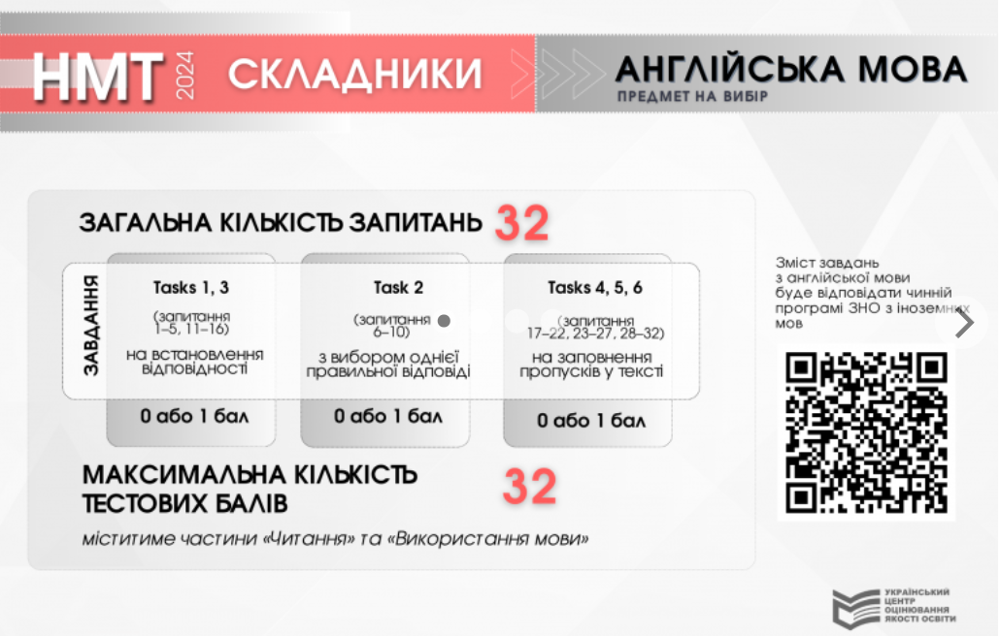 НМТ 2024 СКЛАДНИКИ
АНГЛІЙСЬКА МОВА
ПРЕДМЕТ НА ВИБІР
ЗАГАЛЬНА КІЛЬКІСТЬ ЗАПИТАНЬ 32
ЗАВДАННЯ
Tasks 1, 3
(запитання
1–5, 11–16)
на встановлення
відповідності
0 або 1 бал
Task 2
(запитання
6–10)
з вибором однієї
правильної відповіді
0 або 1 бал
Tasks 4, 5, 6
(запитання
17–22, 23–27, 28–32)
на заповнення
пропусків у тексті
0 або 1 бал
МАКСИМАЛЬНА КІЛЬКІСТЬ
ТЕСТОВИХ БАЛІВ
32
міститиме частини «Читання» та «Використання мови»
Зміст завдань
з англійської мови
буде відповідати чинній
програмі ЗНО з іноземних
мов
УКРАЇНСЬКИЙ
ЦЕНТР
ОЦІНЮВАННЯ
ЯКОСТІ ОСВІТИ